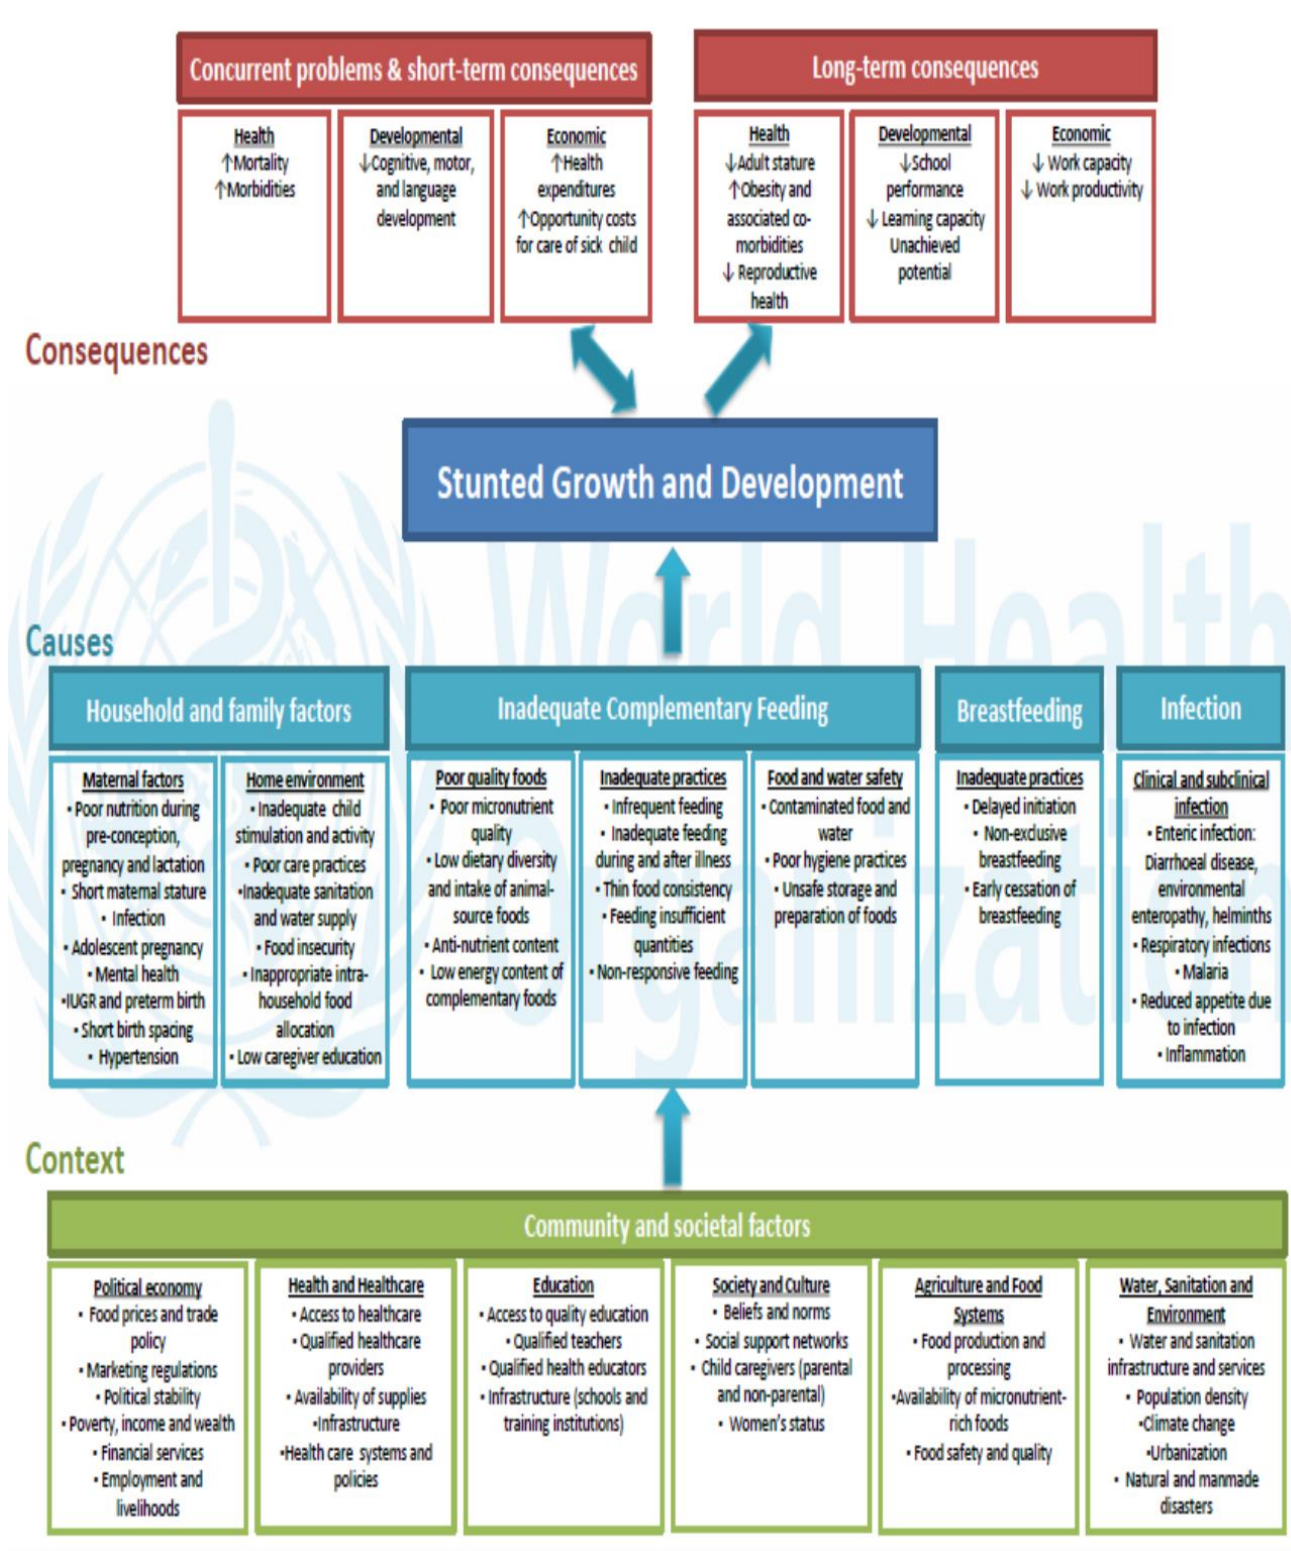 Concurrent problems & short-term consequences
Health
↑Mortality
↑Morbidities
Developmental
↓Cognitive, motor,
and language
development
Economic
↑Health
expenditures
↑Opportunity costs
for care of sick child
Long-term consequences
Health
↓Adult stature
↑Obesity and
associated co-
morbidities
↓ Reproductive
health
Developmental
↓School
performance
↓ Learning capacity
Unachieved
potential
Economic
↓ Work capacity
↓ Work productivity
Consequences
Stunted Growth and Development
World Health
Organization
Causes
Household and family factors
Maternal factors
• Poor nutrition during
pre-conception,
pregnancy and lactation
• Short maternal stature
• Infection
• Adolescent pregnancy
• Mental health
•IUGR and preterm birth
• Short birth spacing
• Hypertension
Home environment
• Inadequate child
stimulation and activity
• Poor care practices
•Inadequate sanitation
and water supply
• Food insecurity
• Inappropriate intra-
household food
allocation
• Low caregiver education
Inadequate Complementary Feeding
Poor quality foods
• Poor micronutrient
quality
• Low dietary diversity
and intake of animal-
source foods
• Anti-nutrient content
• Low energy content of
complementary foods
Inadequate practices
• Infrequent feeding
• Inadequate feeding
during and after illness
• Thin food consistency
• Feeding insufficient
quantities
• Non-responsive feeding
Food and water safety
• Contaminated food and
water
• Poor hygiene practices
• Unsafe storage and
preparation of foods
Breastfeeding
Inadequate practices
• Delayed initiation
• Non-exclusive
breastfeeding
• Early cessation of
breastfeeding
Infection
Clinical and subclinical
infection
• Enteric infection:
Diarrhoeal disease,
environmental
enteropathy, helminths
• Respiratory infections
• Malaria
• Reduced appetite due
to infection
• Inflammation
Context
Community and societal factors
Political economy
• Food prices and trade
policy
• Marketing regulations
• Political stability
• Poverty, income and wealth
• Financial services
• Employment and
livelihoods
Health and Healthcare
• Access to healthcare
• Qualified healthcare
providers
• Availability of supplies
•Infrastructure
•Health care systems and
policies
Education
• Access to quality education
• Qualified teachers
• Qualified health educators
• Infrastructure (schools and
training institutions)
Society and Culture
• Beliefs and norms
• Social support networks
• Child caregivers (parental
and non-parental)
• Women's status
Agriculture and Food
Systems
• Food production and
processing
•Availability of micronutrient-
rich foods
• Food safety and quality
Water, Sanitation and
Environment
• Water and sanitation
infrastructure and services
• Population density
•Climate change
•Urbanization
• Natural and manmade
disasters